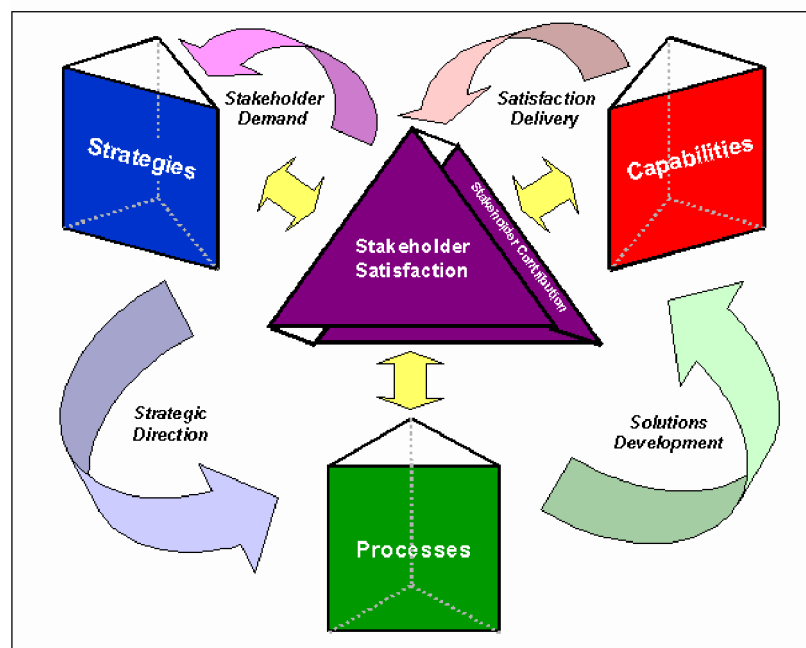 Stakeholder
Demand
Satisfaction
Delivery
Strategies
Capabilities
Stakeholder
Satisfaction
Stakeholder Contribution
Strategic
Direction
Solutions
Development
Processes